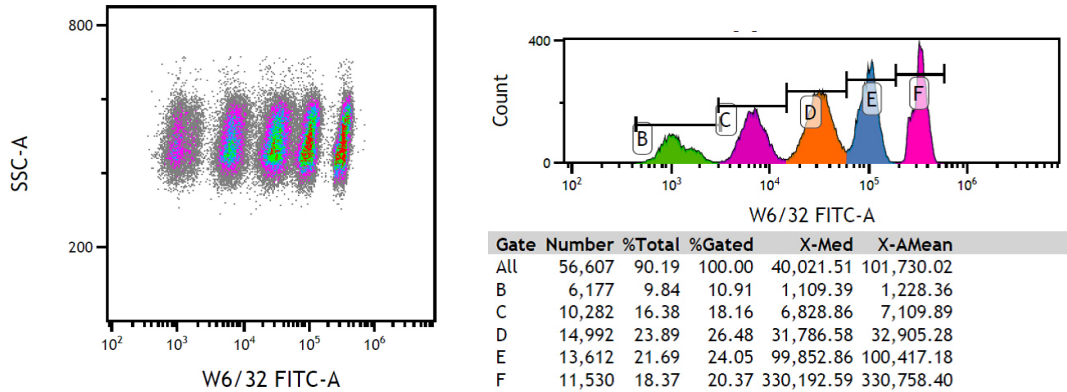 800
200
SSC-A
10² 10³ 10⁴ 10⁵ 10⁶
W6/32 FITC-A
400
0
Count
B C D E F
10² 10³ 10⁴ 10⁵ 10⁶
W6/32 FITC-A
Gate Number %Total %Gated X-Med X-AMean
All 56,607 90.19 100.00 40,021.51 101,730.02
B 6,177 9.84 10.91 1,109.39 1,228.36
C 10,282 16.38 18.16 6,828.86 7,109.89
D 14,992 23.89 26.48 31,786.58 32,905.28
E 13,612 21.69 24.05 99,852.86 100,417.18
F 11,530 18.37 20.37 330,192.59 330,758.40